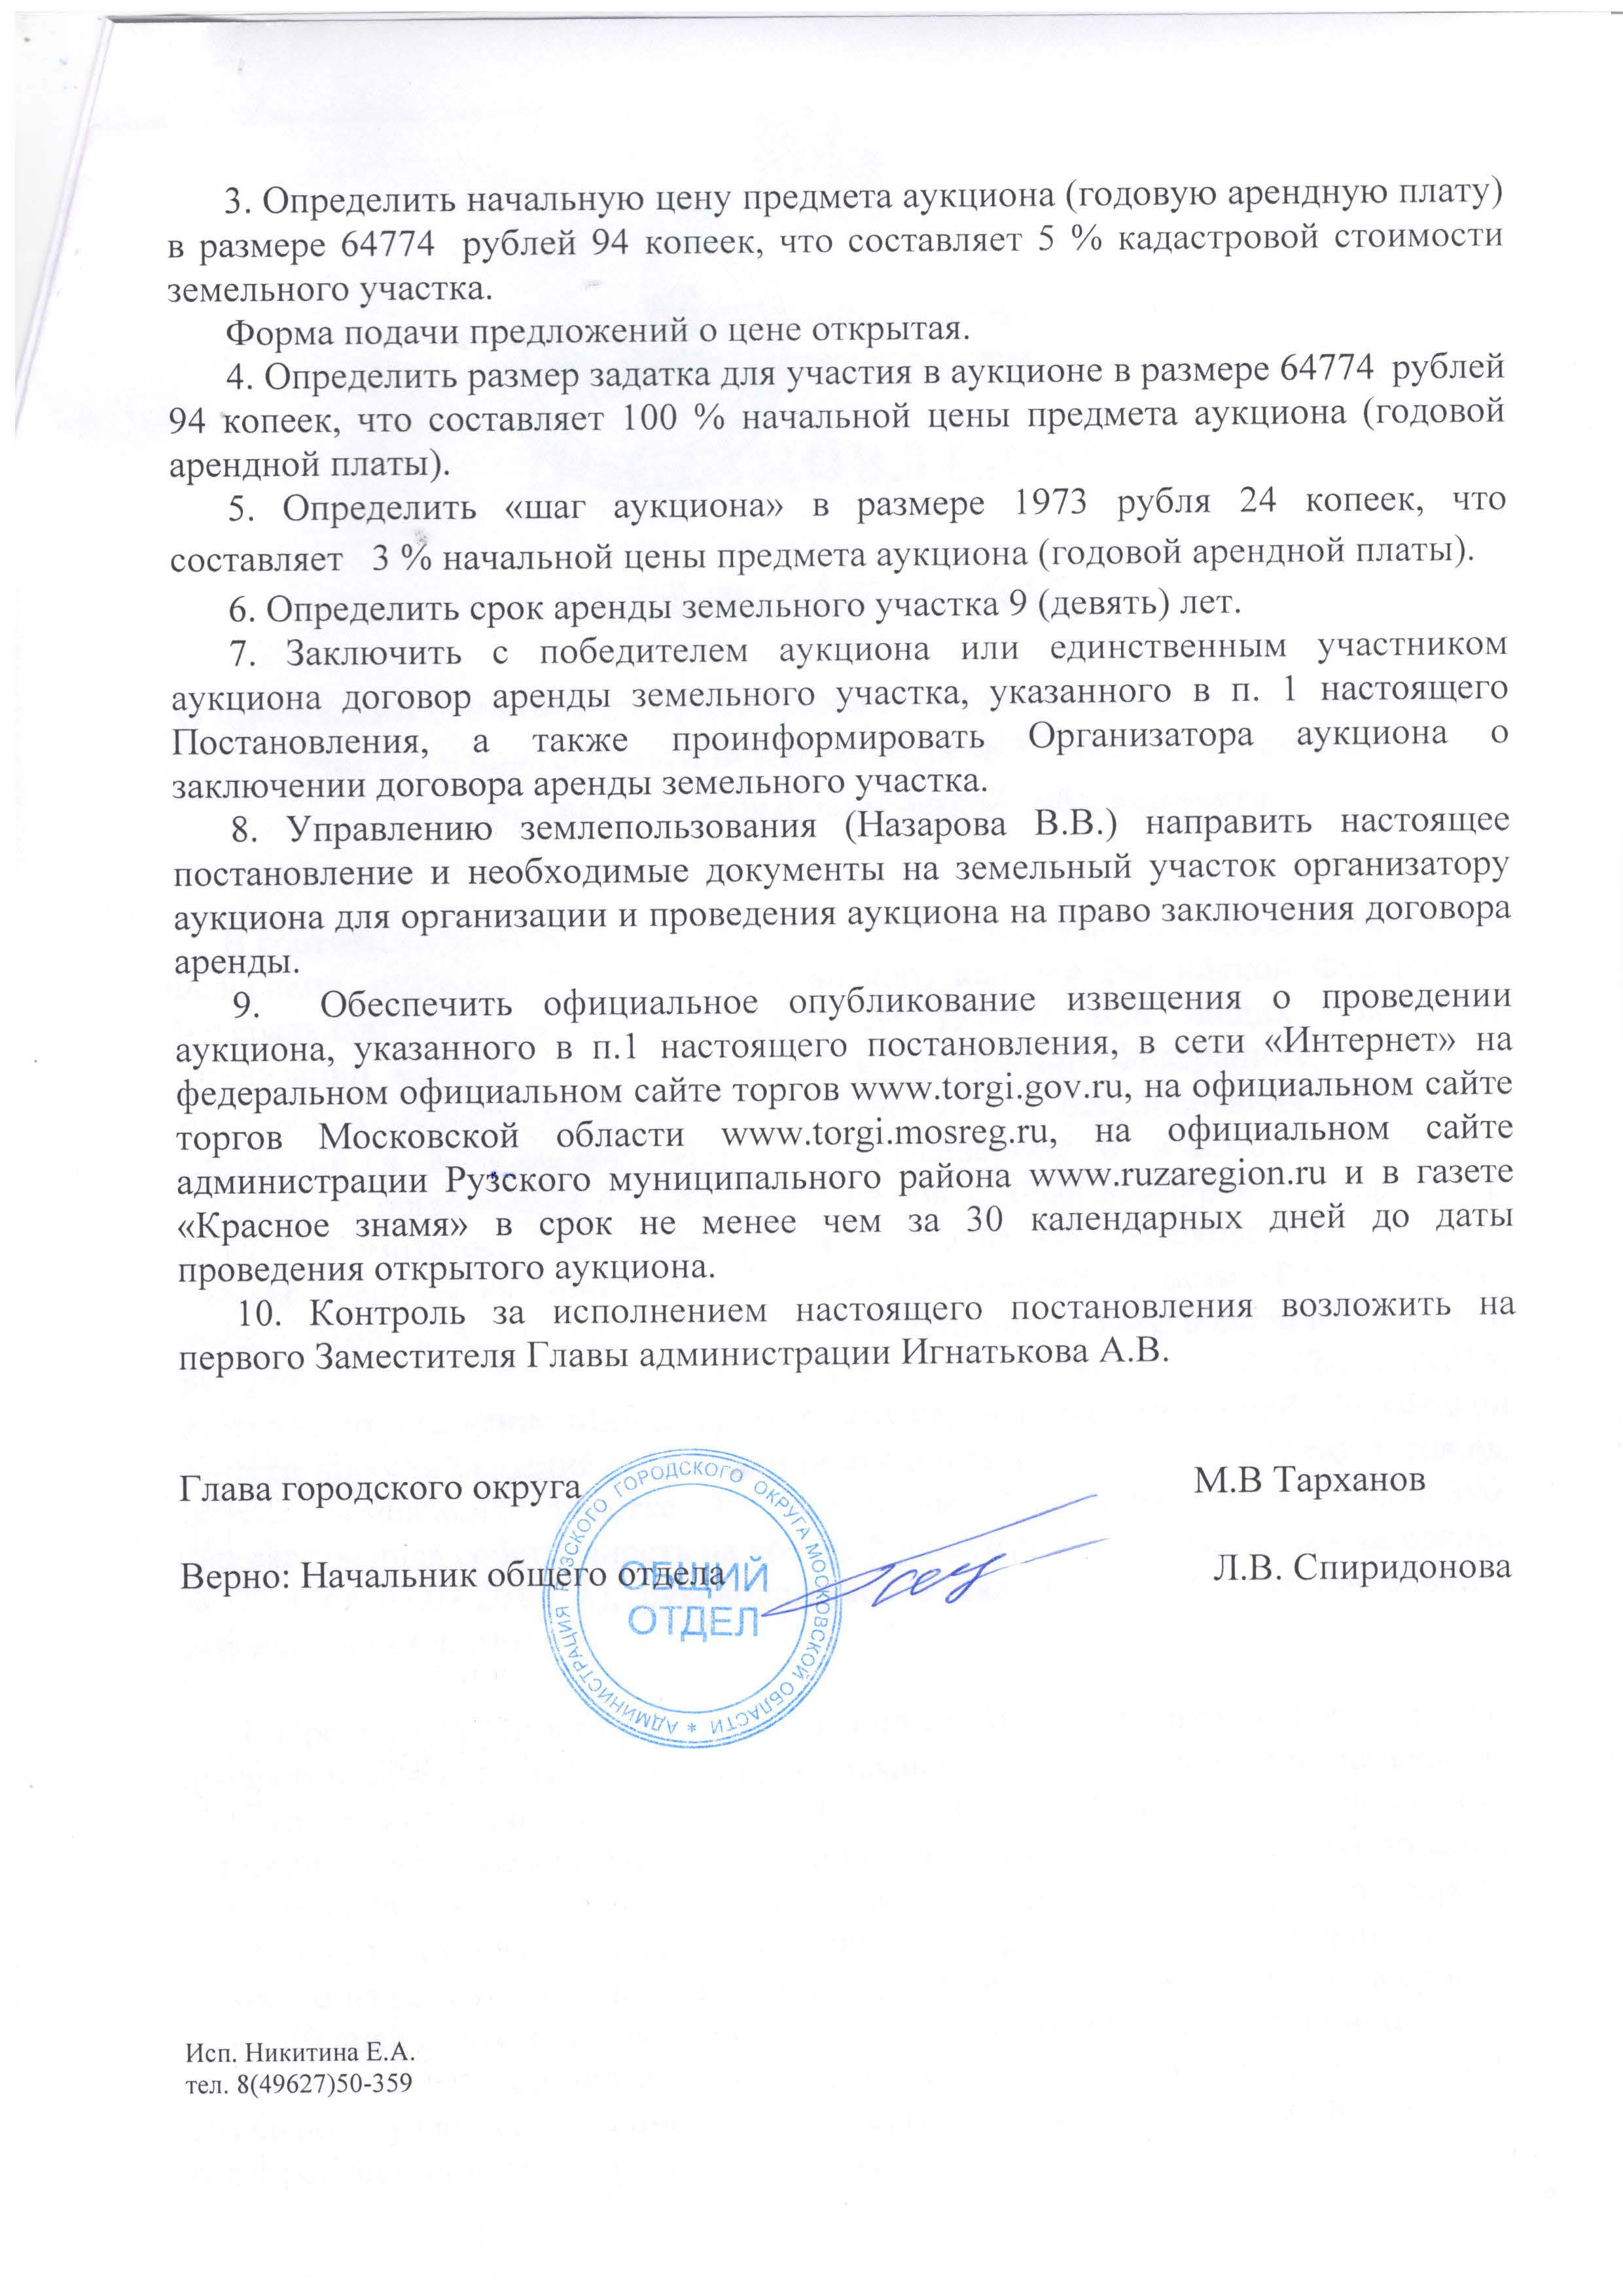 3. Определить начальную цену предмета аукциона (годовую арендную плату)
в размере 64774 рублей 94 копеек, что составляет 5 % кадастровой стоимости
земельного участка.
Форма подачи предложений о цене открытая.
4. Определить размер задатка для участия в аукционе в размере 64774 рублей
94 копеек, что составляет 100 % начальной цены предмета аукциона (годовой
арендной платы).
5. Определить «шаг аукциона» в размере 1973 рубля 24 копеек, что
составляет 3 % начальной цены предмета аукциона (годовой арендной платы).
6. Определить срок аренды земельного участка 9 (девять) лет.
7. Заключить с победителем аукциона или единственным участником
аукциона договор аренды земельного участка, указанного в п. 1 настоящего
Постановления, а также проинформировать Организатора аукциона о
заключении договора аренды земельного участка.
8. Управлению землепользования (Назарова В.В.) направить настоящее
постановление и необходимые документы на земельный участок организатору
аукциона для организации и проведения аукциона на право заключения договора
аренды.
9. Обеспечить официальное опубликование извещения о проведении
аукциона, указанного в п.1 настоящего постановления, в сети «Интернет» на
федеральном официальном сайте торгов www.torgi.gov.ru, на официальном сайте
торгов Московской области www.torgi.mosreg.ru, на официальном сайте
администрации Рузского муниципального района www.ruzaregion.ru и в газете
«Красное знамя» в срок не менее чем за 30 календарных дней до даты
проведения открытого аукциона.
10. Контроль за исполнением настоящего постановления возложить на
первого Заместителя Главы администрации Игнатькова А.В.
Глава городского округа М.В Тарханов
Верно: Начальник общего отдела Л.В. Спиридонова
АДМИНИСТРАЦИЯ РУЗСКОГО ГОРОДСКОГО ОКРУГА МОСКОВСКОЙ ОБЛАСТИ *
ОБЩИЙ
ОТДЕЛ
Исп. Никитина Е.А.
тел. 8(49627)50-359